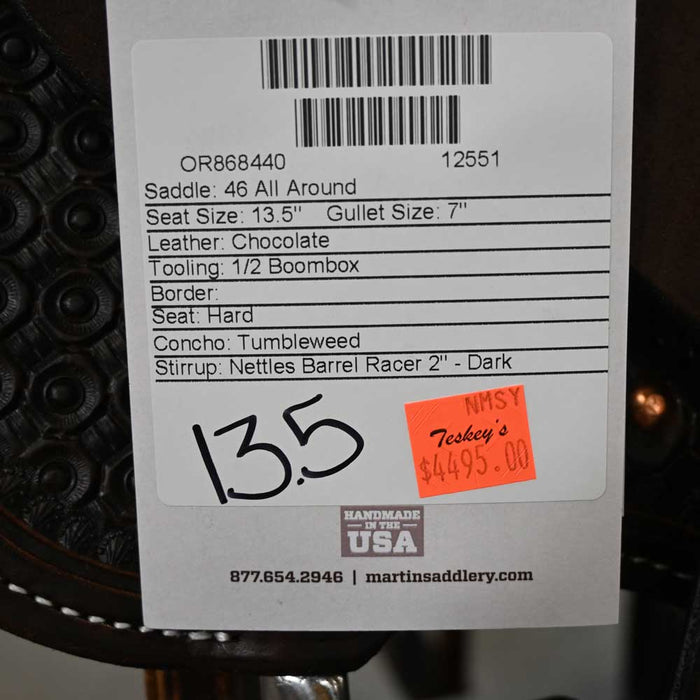 OR868440 12551
Saddle: 46 All Around
Seat Size: 13.5" Gullet Size: 7"
Leather: Chocolate
Tooling: 1/2 Boombox
Border:
Seat: Hard
Concho: Tumbleweed
Stirrup: Nettles Barrel Racer 2" - Dark
13.5
NMSY
Teskey's
$4495.00
HANDMADE
IN THE
USA
877.654.2946 | martinsaddlery.com